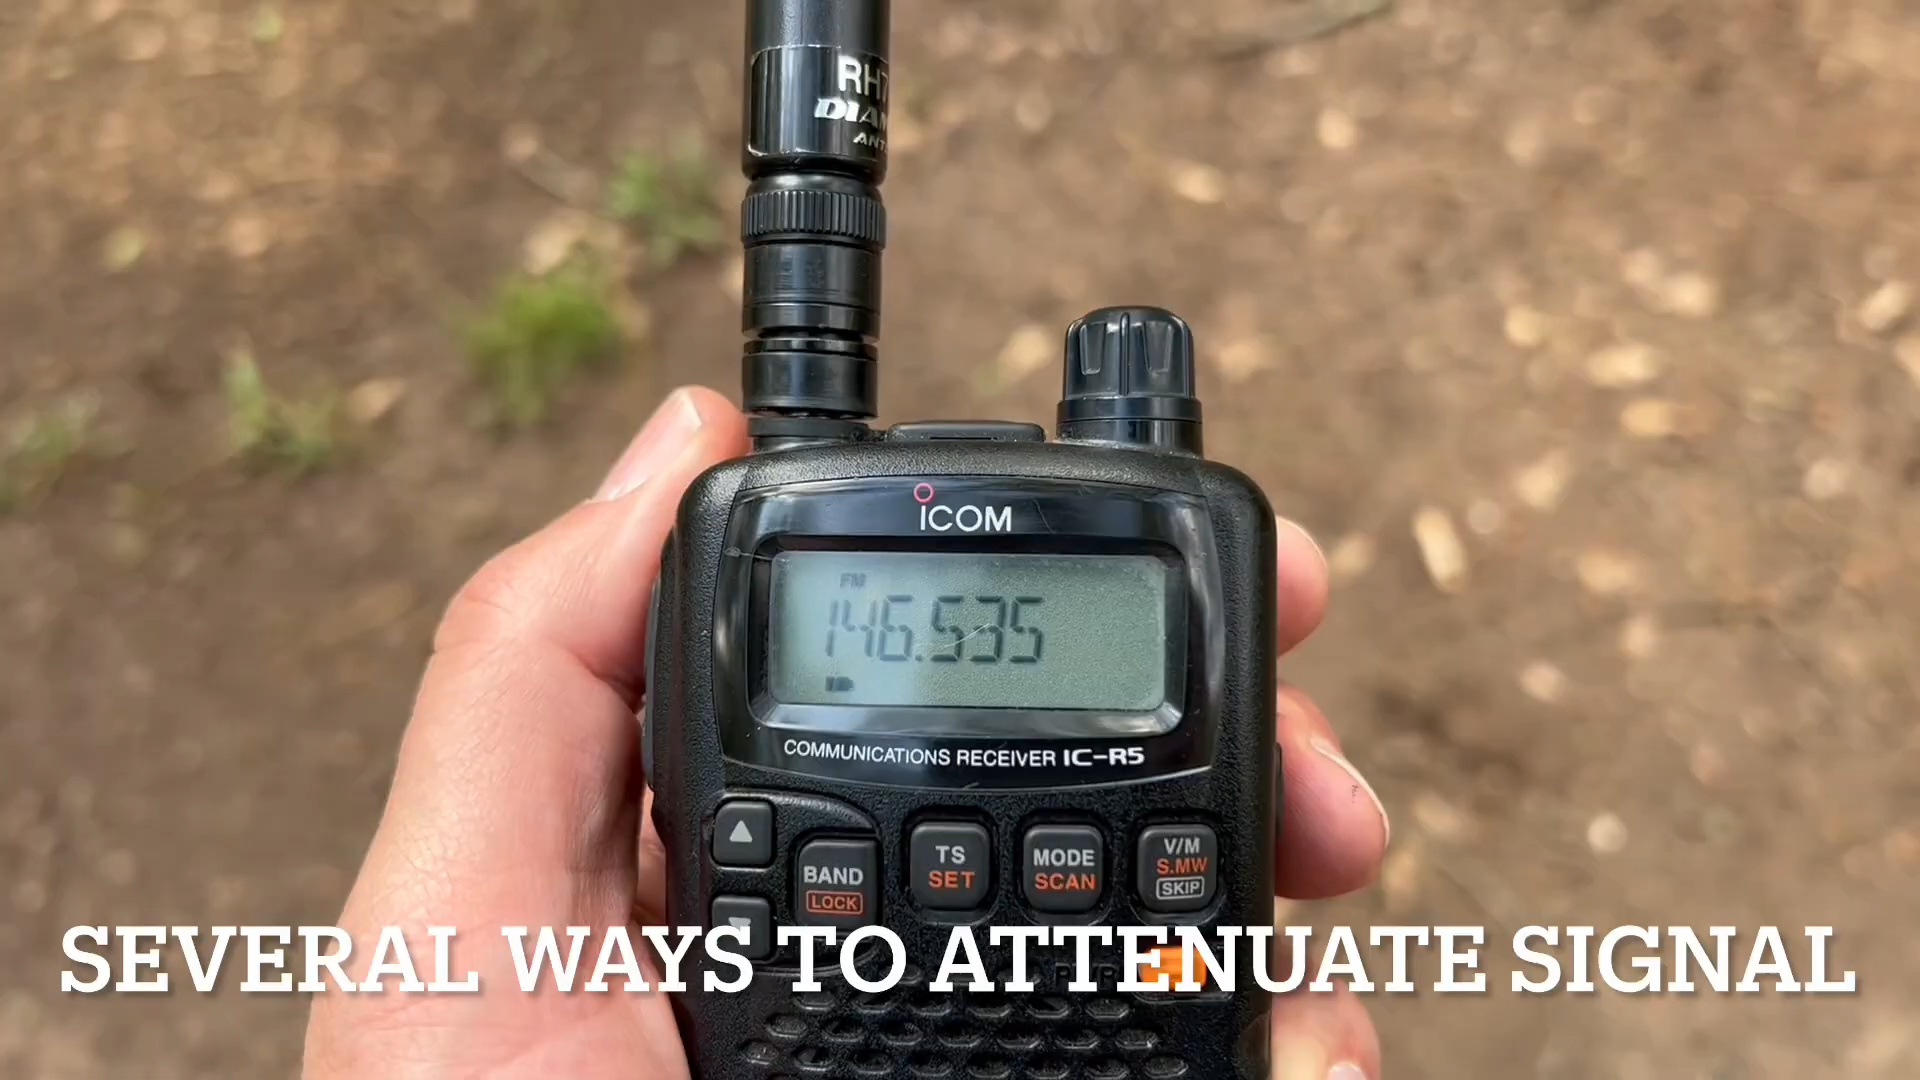 ICOM
FM
146.535
COMMUNICATIONS RECEIVER IC-R5
BAND
LOCK
TS
SET
MODE
SCAN
V/M
S.MW
SKIP
SEVERAL WAYS TO ATTENUATE SIGNAL